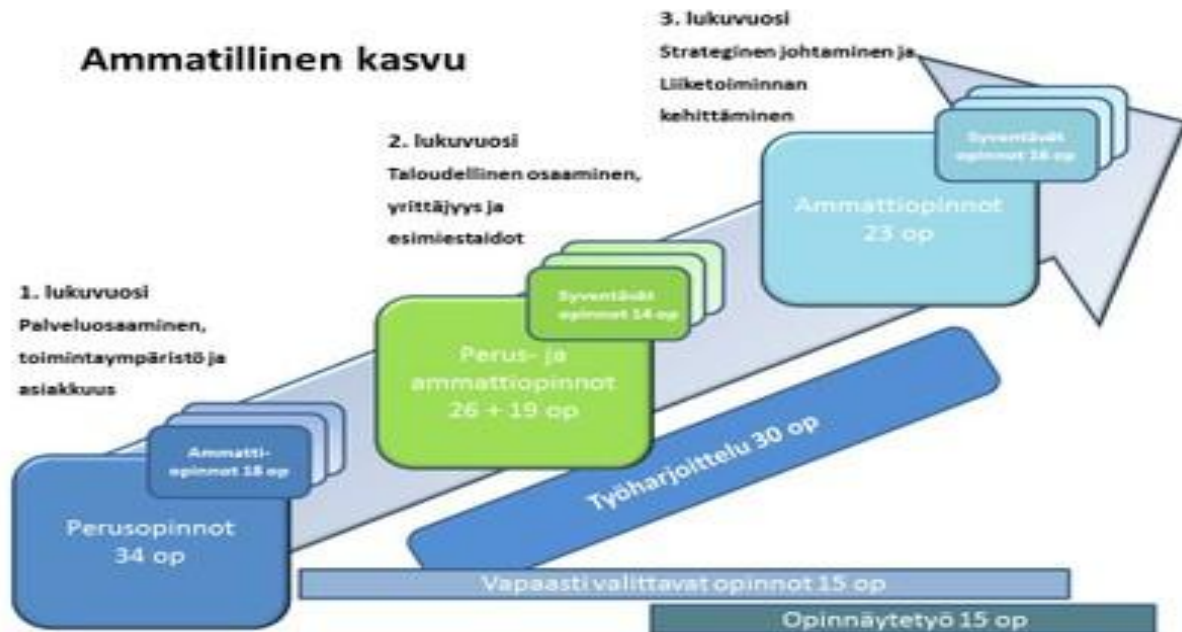 Ammatillinen kasvu
1. lukuvuosi
Palveluosaaminen,
toimintaympäristö ja
asiakkuus
Ammatti-
opinnot 18 op
Perusopinnot
34 op
2. lukuvuosi
Taloudellinen osaaminen,
yrittäjyys ja
esimiestaidot
Syventävät
opinnot 14 op
Perus- ja
ammattiopinnot
26 + 19 op
3. lukuvuosi
Strateginen johtaminen ja
Liiketoiminnan
kehittäminen
Syventävät
opinnot 16 op
Ammattiopinnot
23 op
Työharjoittelu 30 op
Vapaasti valittavat opinnot 15 op
Opinnäytetyö 15 op